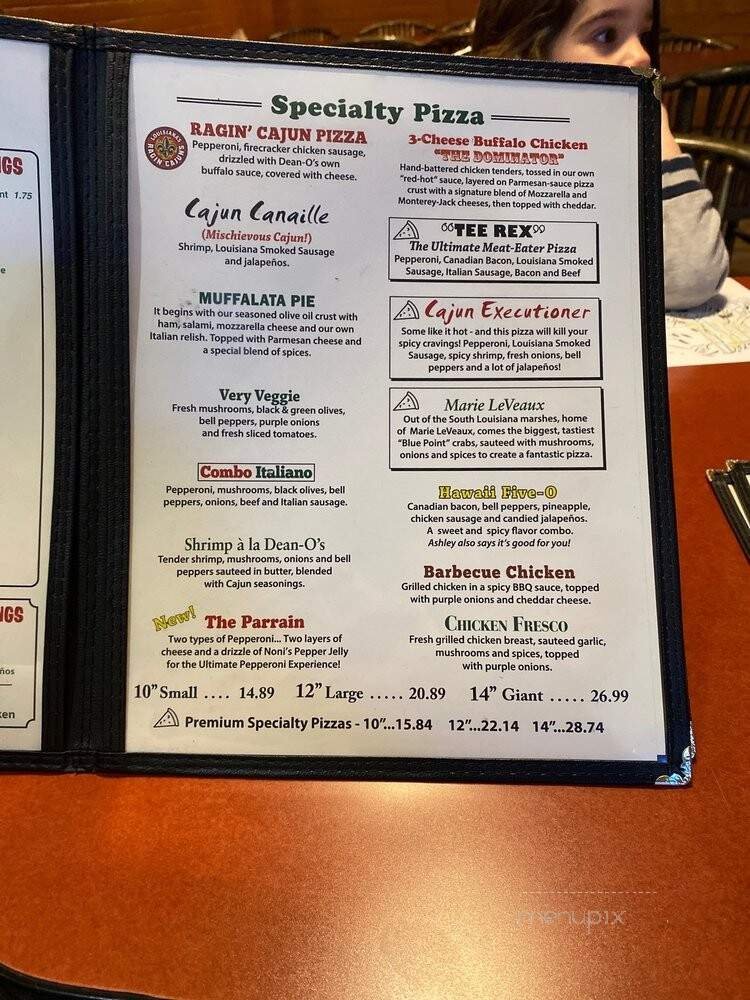 NGS
nt 1.75
e
NGS
ños
ken
Specialty Pizza
LOUISIANA'S
RAGIN CAJUNS
RAGIN' CAJUN PIZZA
Pepperoni, firecracker chicken sausage,
drizzled with Dean-O's own
buffalo sauce, covered with cheese.
Cajun Canaille
(Mischievous Cajun!)
Shrimp, Louisiana Smoked Sausage
and jalapeños.
MUFFALATA PIE
It begins with our seasoned olive oil crust with
ham, salami, mozzarella cheese and our own
Italian relish. Topped with Parmesan cheese and
a special blend of spices.
Very Veggie
Fresh mushrooms, black & green olives,
bell peppers, purple onions
and fresh sliced tomatoes.
Combo Italiano
Pepperoni, mushrooms, black olives, bell
peppers, onions, beef and Italian sausage.
Shrimp à la Dean-O's
Tender shrimp, mushrooms, onions and bell
peppers sauteed in butter, blended
with Cajun seasonings.
New! The Parrain
Two types of Pepperoni... Two layers of
cheese and a drizzle of Noni's Pepper Jelly
for the Ultimate Pepperoni Experience!
3-Cheese Buffalo Chicken
"THE DOMINATOR"
Hand-battered chicken tenders, tossed in our own
"red-hot" sauce, layered on Parmesan-sauce pizza
crust with a signature blend of Mozzarella and
Monterey-Jack cheeses, then topped with cheddar.
"TEE REX"
The Ultimate Meat-Eater Pizza
Pepperoni, Canadian Bacon, Louisiana Smoked
Sausage, Italian Sausage, Bacon and Beef
Cajun Executioner
Some like it hot - and this pizza will kill your
spicy cravings! Pepperoni, Louisiana Smoked
Sausage, spicy shrimp, fresh onions, bell
peppers and a lot of jalapeños!
Marie LeVeaux
Out of the South Louisiana marshes, home
of Marie LeVeaux, comes the biggest, tastiest
"Blue Point" crabs, sauteed with mushrooms,
onions and spices to create a fantastic pizza.
Hawaii Five-O
Canadian bacon, bell peppers, pineapple,
chicken sausage and candied jalapeños.
A sweet and spicy flavor combo.
Ashley also says it's good for you!
Barbecue Chicken
Grilled chicken in a spicy BBQ sauce, topped
with purple onions and cheddar cheese.
CHICKEN FRESCO
Fresh grilled chicken breast, sauteed garlic,
mushrooms and spices, topped
with purple onions.
10" Small .... 14.89 12" Large ..... 20.89 14" Giant ..... 26.99
Premium Specialty Pizzas - 10"...15.84 12"...22.14 14"...28.74
menupix